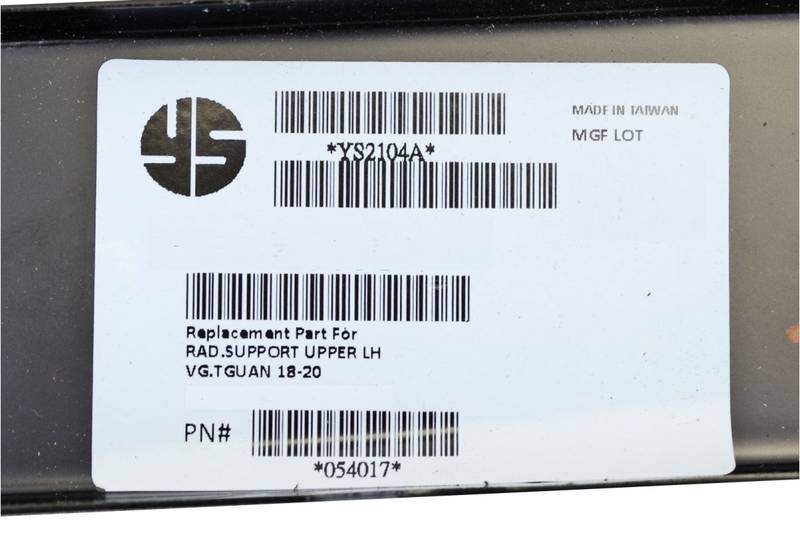 YS
*YS2104A*
MADE IN TAIWAN
MGF LOT
Replacement Part For
RAD.SUPPORT UPPER LH
VG.TGUAN 18-20
PN#
*054017*